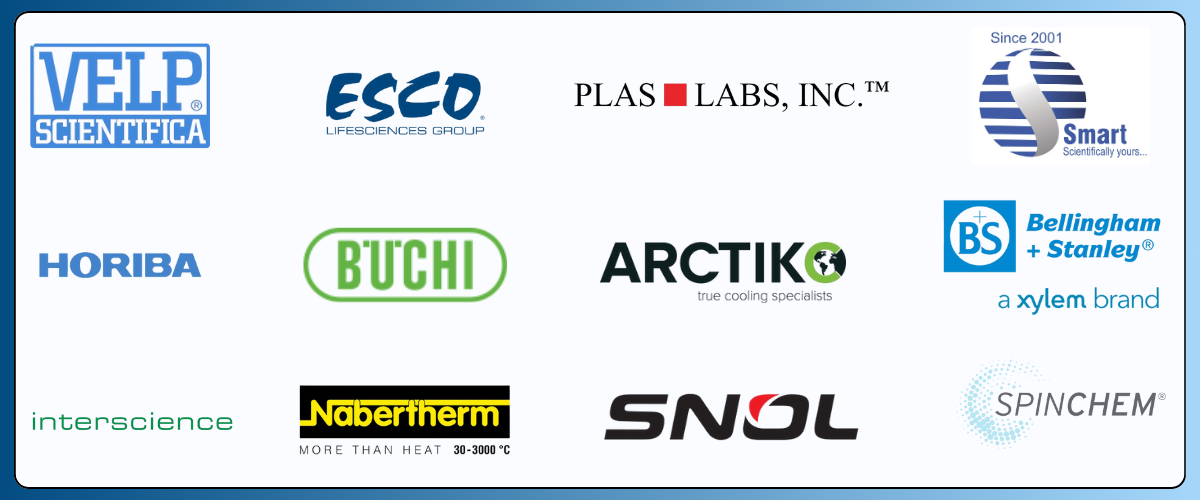 VELP®
SCIENTIFICA
ESCO®
LIFESCIENCES GROUP
PLAS LABS, INC.™
Since 2001
Smart
Scientifically yours...
HORIBA
BÜCHI
ARCTIKO
true cooling specialists
BS
Bellingham
+ Stanley®
a xylem brand
interscience
Nabertherm
MORE THAN HEAT 30-3000 °C
SNOL
SPINCHEM®